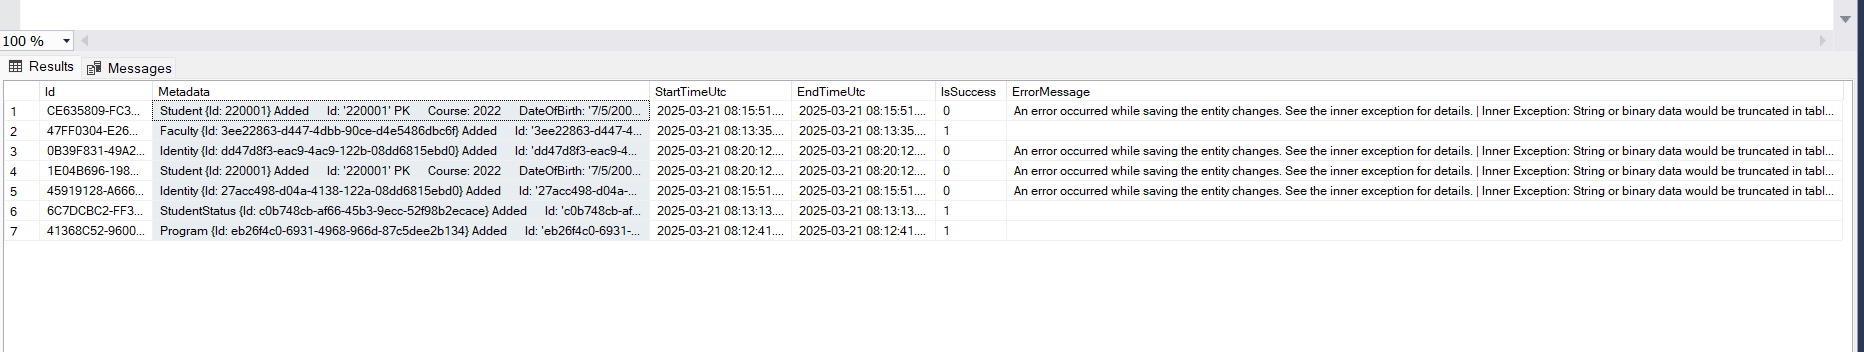 100 %
Results Messages
Id Metadata StartTimeUtc EndTimeUtc IsSuccess ErrorMessage
1 CE635809-FC3... Student {Id: 220001} Added Id: '220001' PK Course: 2022 DateOfBirth: '7/5/200... 2025-03-21 08:15:51.... 2025-03-21 08:15:51.... 0 An error occurred while saving the entity changes. See the inner exception for details. | Inner Exception: String or binary data would be truncated in tabl...
2 47FF0304-E26... Faculty {Id: 3ee22863-d447-4dbb-90ce-d4e5486dbc6f} Added Id: '3ee22863-d447-4... 2025-03-21 08:13:35.... 2025-03-21 08:13:35.... 1
3 0B39F831-49A2... Identity {Id: dd47d8f3-eac9-4ac9-122b-08dd6815ebd0} Added Id: 'dd47d8f3-eac9-4... 2025-03-21 08:20:12.... 2025-03-21 08:20:12.... 0 An error occurred while saving the entity changes. See the inner exception for details. | Inner Exception: String or binary data would be truncated in tabl...
4 1E04B696-198... Student {Id: 220001} Added Id: '220001' PK Course: 2022 DateOfBirth: '7/5/200... 2025-03-21 08:20:12.... 2025-03-21 08:20:12.... 0 An error occurred while saving the entity changes. See the inner exception for details. | Inner Exception: String or binary data would be truncated in tabl...
5 45919128-A666... Identity {Id: 27acc498-d04a-4138-122a-08dd6815ebd0} Added Id: '27acc498-d04a-... 2025-03-21 08:15:51.... 2025-03-21 08:15:51.... 0 An error occurred while saving the entity changes. See the inner exception for details. | Inner Exception: String or binary data would be truncated in tabl...
6 6C7DCBC2-FF3... StudentStatus {Id: c0b748cb-af66-45b3-9ecc-52f98b2ecace} Added Id: 'c0b748cb-af... 2025-03-21 08:13:13.... 2025-03-21 08:13:13.... 1
7 41368C52-9600... Program {Id: eb26f4c0-6931-4968-966d-87c5dee2b134} Added Id: 'eb26f4c0-6931-... 2025-03-21 08:12:41.... 2025-03-21 08:12:41.... 1